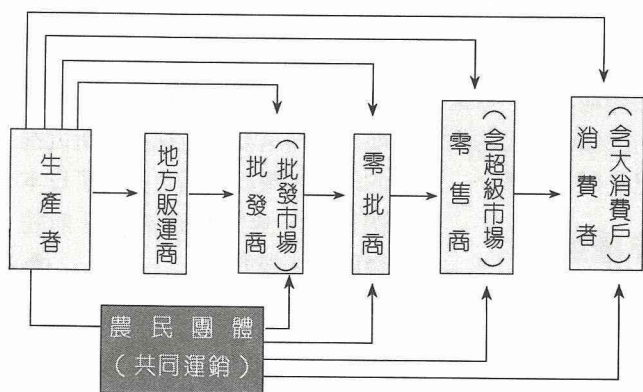 生產者
地方販運商
批發商
（批發市場）
零批商
零售商
（含超級市場）
消費者
（含大消費戶）
農民團體
（共同運銷）